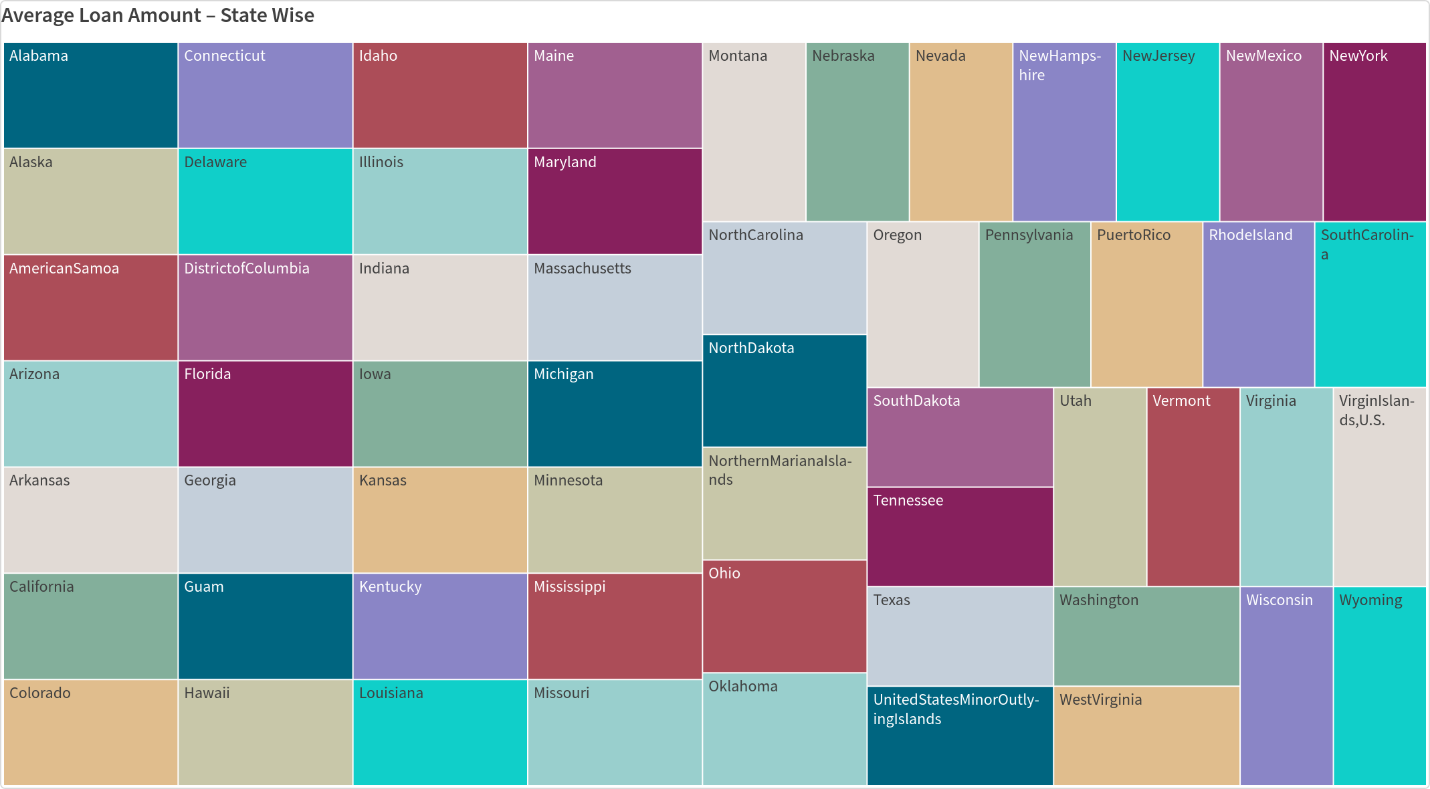 Average Loan Amount – State Wise
Alabama
Alaska
AmericanSamoa
Arizona
Arkansas
California
Colorado
Connecticut
Delaware
DistrictofColumbia
Florida
Georgia
Guam
Hawaii
Idaho
Illinois
Indiana
Iowa
Kansas
Kentucky
Louisiana
Maine
Maryland
Massachusetts
Michigan
Minnesota
Mississippi
Missouri
Montana
Nebraska
Nevada
NewHamps-
hire
NewJersey
NewMexico
NewYork
NorthCarolina
NorthDakota
NorthernMarianaIsla-
nds
Ohio
Oklahoma
Oregon
Pennsylvania
PuertoRico
RhodeIsland
SouthCarolin-
a
SouthDakota
Tennessee
Texas
UnitedStatesMinorOutly-
ingIslands
Utah
Vermont
Virginia
VirginIslan-
ds,U.S.
Washington
WestVirginia
Wisconsin
Wyoming